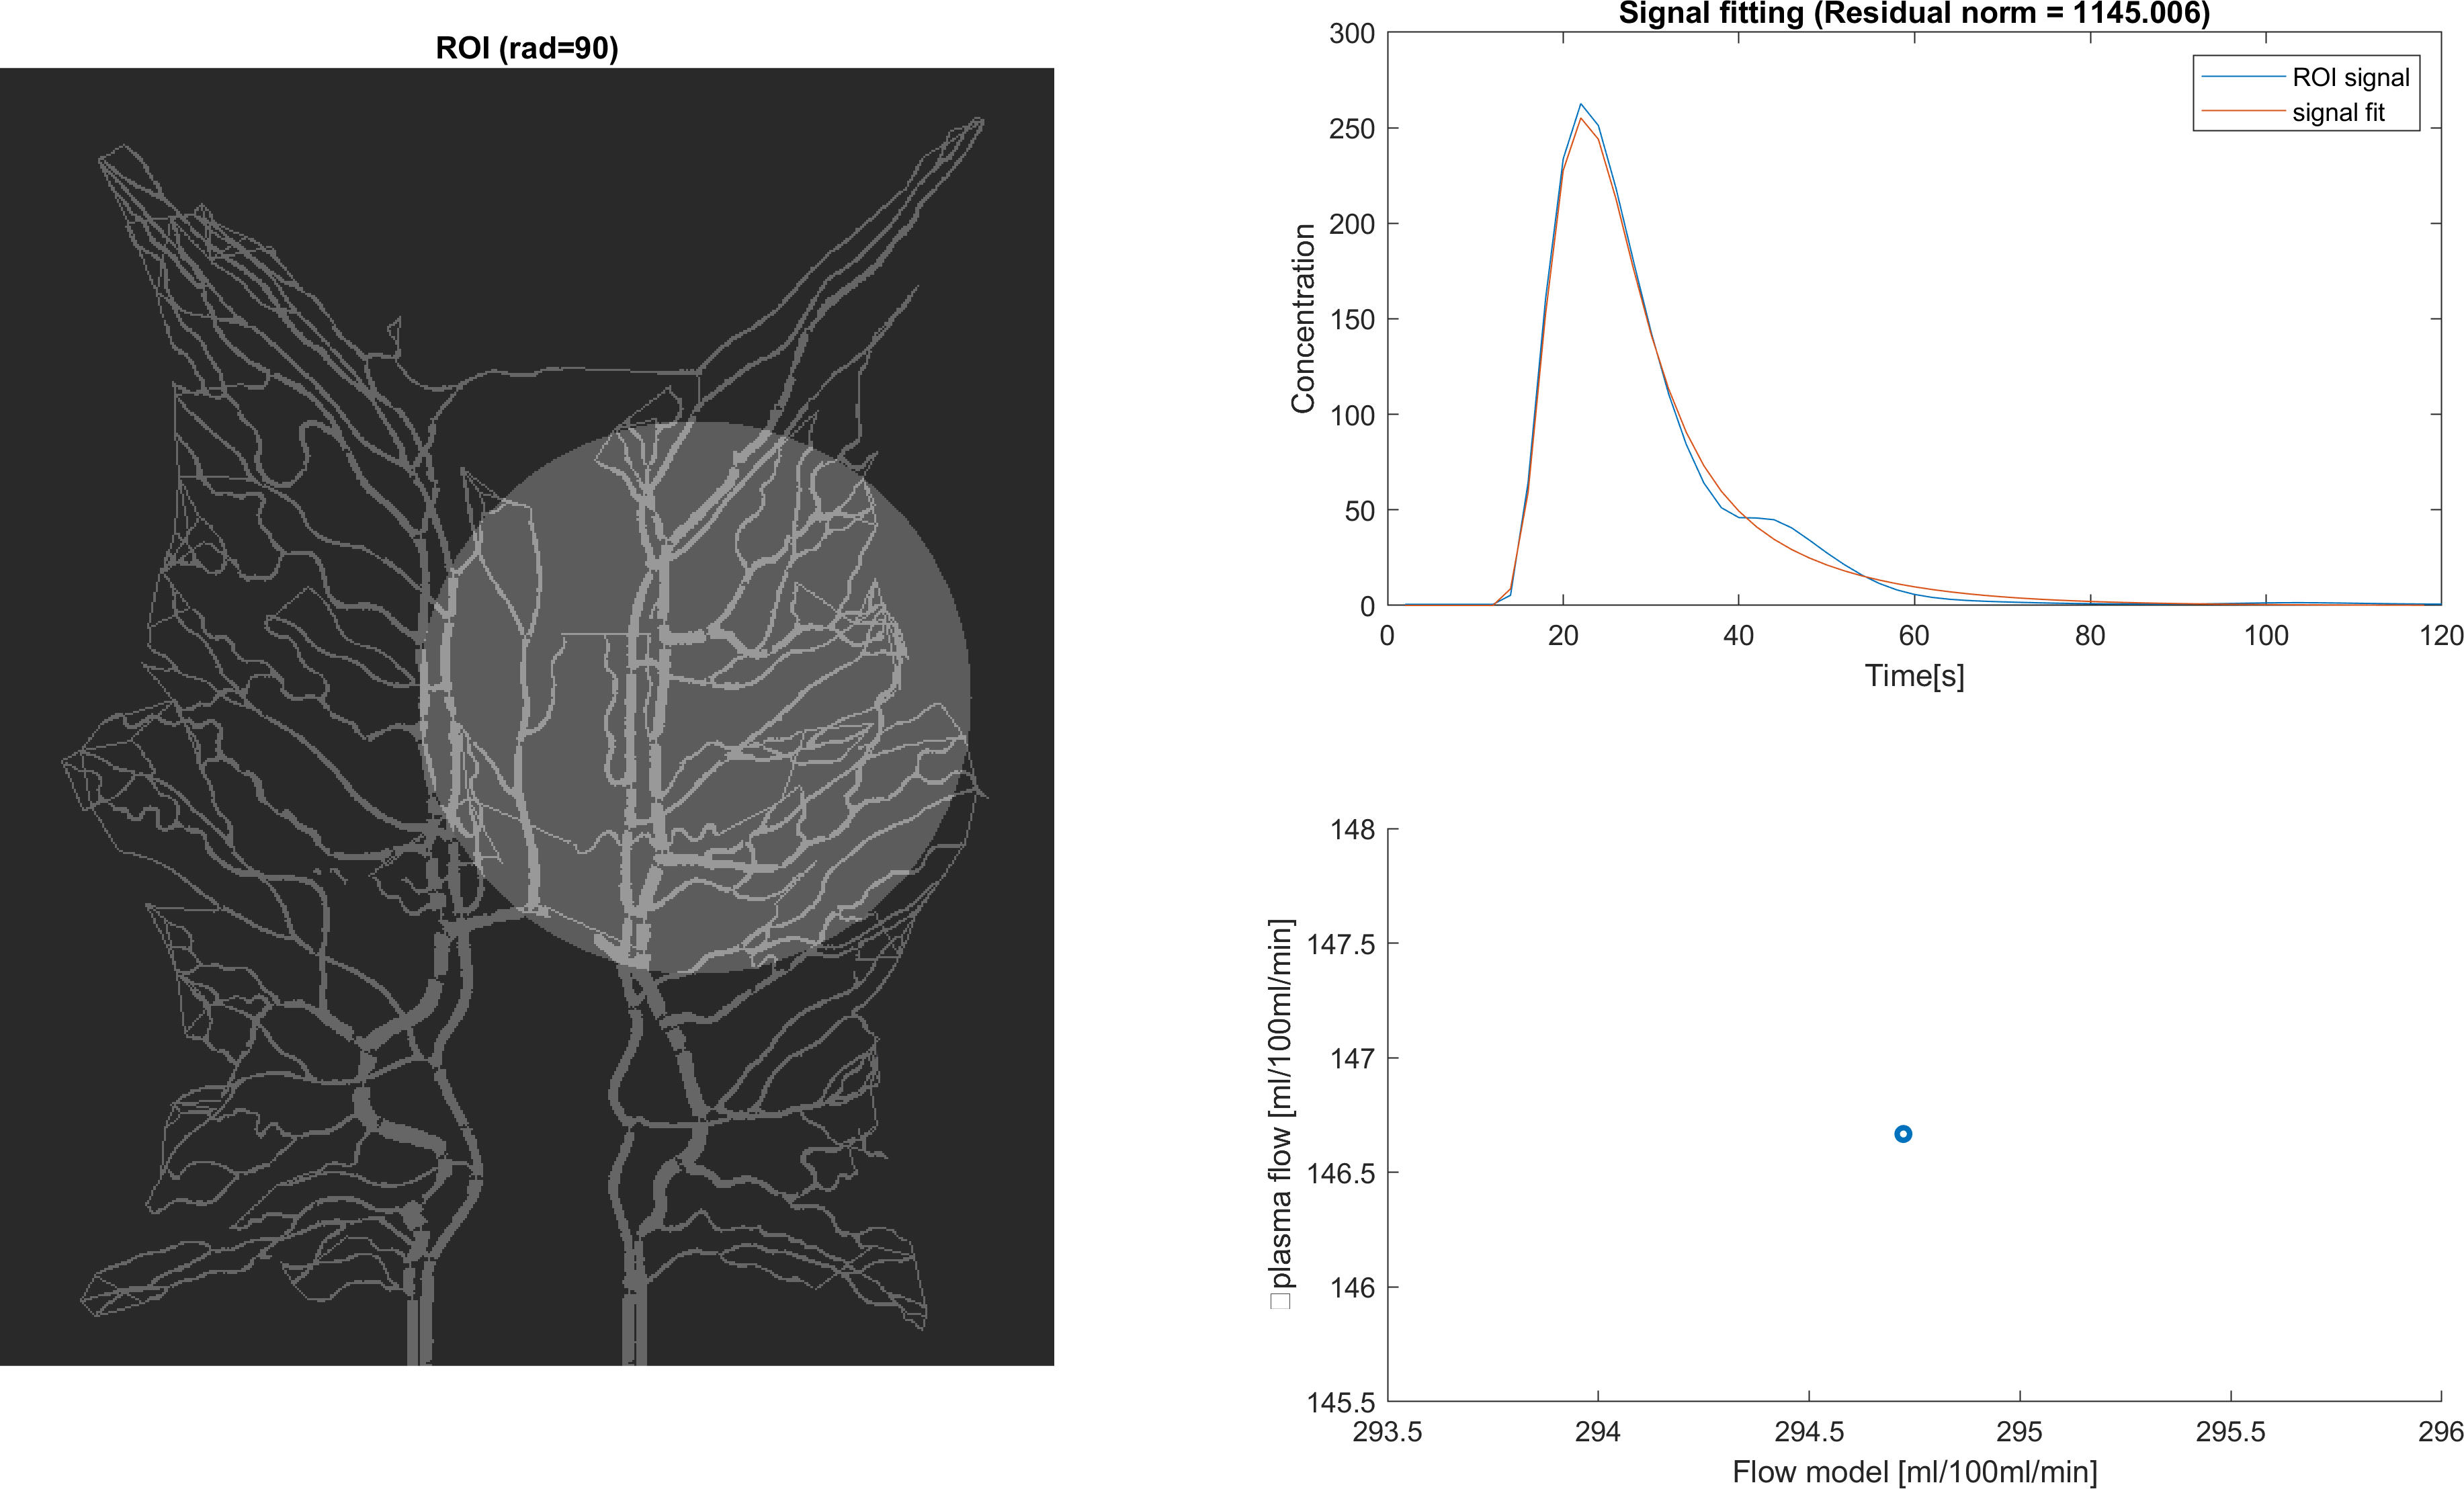 ROI (rad=90)
Signal fitting (Residual norm = 1145.006)
300
250
200
150
100
50
0
Concentration
ROI signal
signal fit
0 20 40 60 80 100 120
Time[s]
148
147.5
147
146.5
146
145.5
□plasma flow [ml/100ml/min]
293.5 294 294.5 295 295.5 296
Flow model [ml/100ml/min]